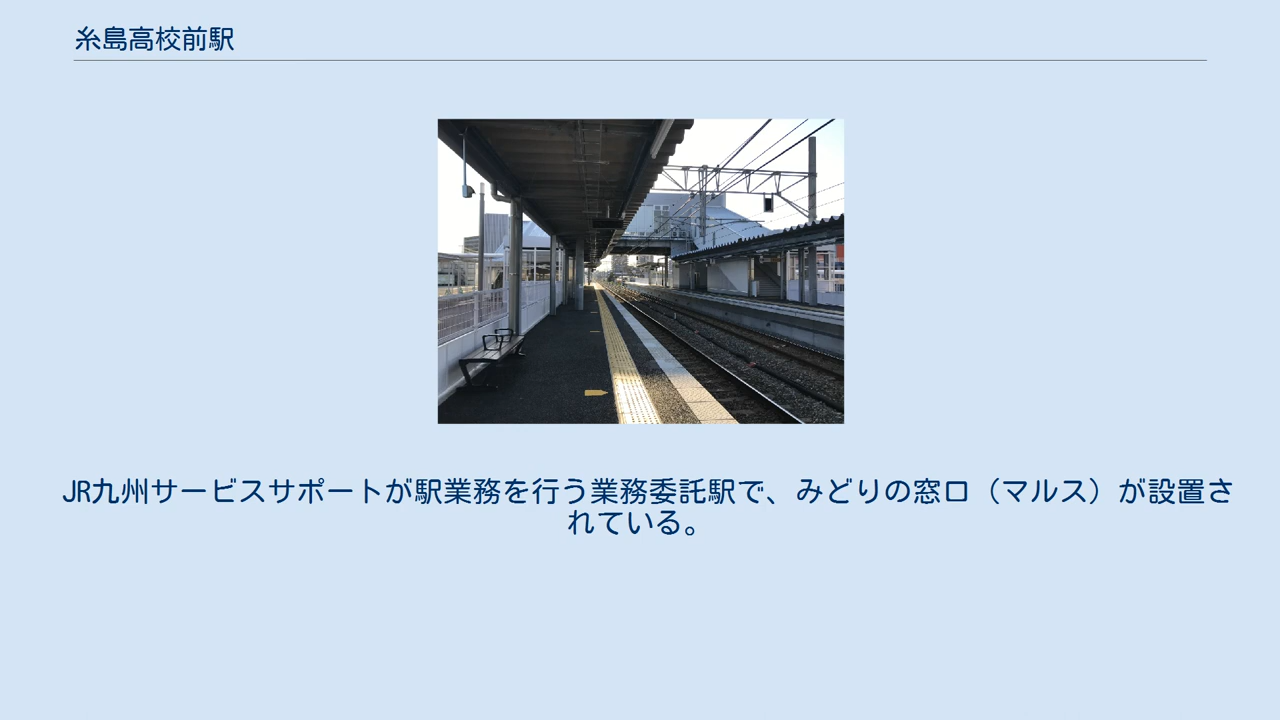 糸島高校前駅
JR九州サービスサポートが駅業務を行う業務委託駅で、みどりの窓口（マルス）が設置さ
れている。